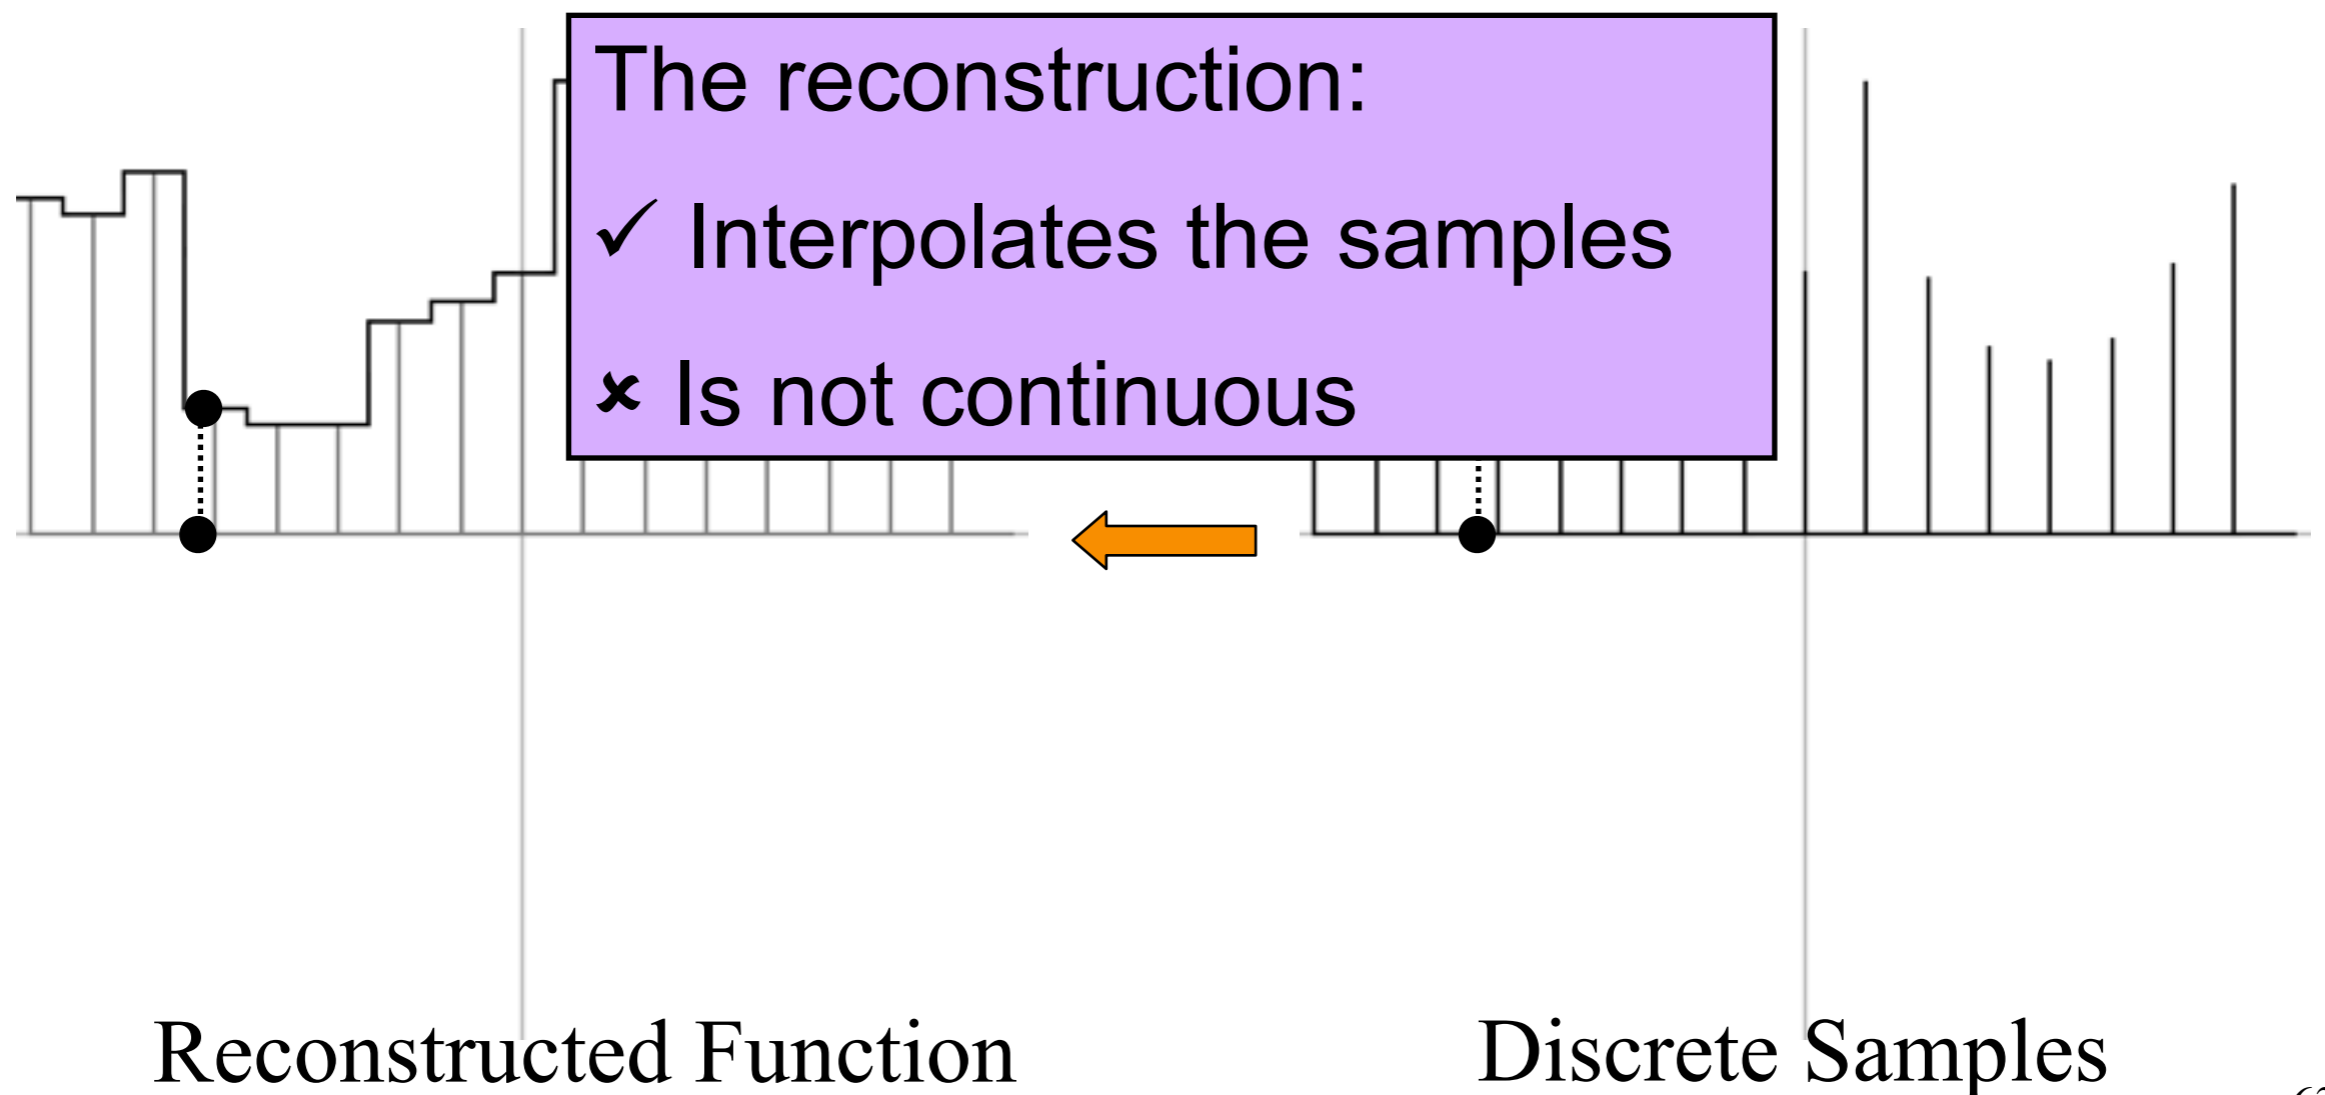 The reconstruction:
✓ Interpolates the samples
✘ Is not continuous
Reconstructed Function
Discrete Samples